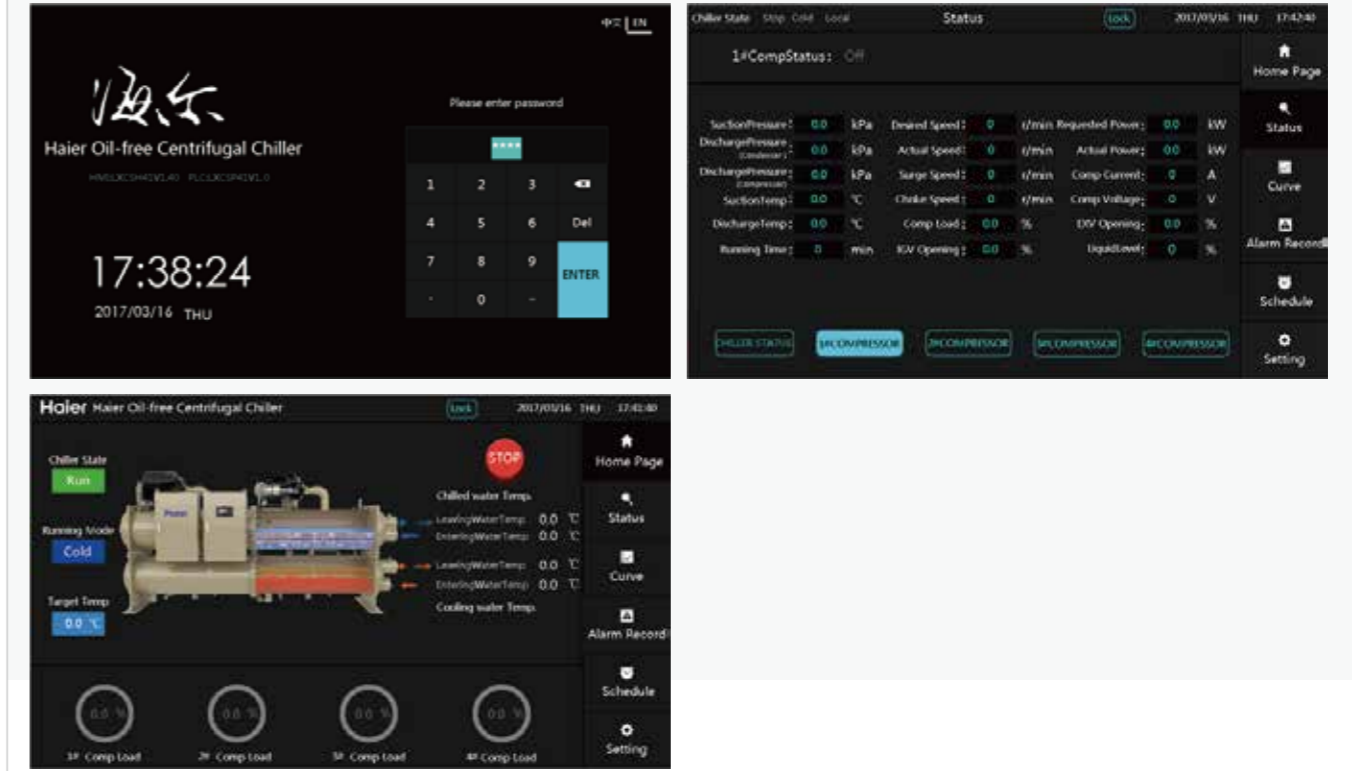 中文 | EN
海尔
Haier Oil-free Centrifugal Chiller
Please enter password
****
1 2 3
4 5 6 Del
7 8 9 ENTER
. 0 -
17:38:24
2017/03/16 THU
Chiller State Stop Cold Local Status Lock 2017/03/16 THU 17:42:40
1#CompStatus: Off
SuctionPressure: 0.0 kPa Desired Speed: 0 r/min Requested Power: 0.0 kW
DischargePressure (Condenser): 0.0 kPa Actual Speed: 0 r/min Actual Power: 0.0 kW
DischargePressure (Compressor): 0.0 kPa Surge Speed: 0 r/min Comp Current: 0 A
SuctionTemp: 0.0 ℃ Choke Speed: 0 r/min Comp Voltage: 0 V
DischargeTemp: 0.0 ℃ Comp Load: 0.0 % EXV Opening: 0.0 %
Running Time: 0 min IGV Opening: 0.0 % LiquidLevel: 0 %
CHILLER STATUS 1#COMPRESSOR 2#COMPRESSOR 3#COMPRESSOR 4#COMPRESSOR
Home Page
Status
Curve
Alarm Record
Schedule
Setting
Haier Haier Oil-free Centrifugal Chiller Lock 2017/03/16 THU 17:41:40
Chiller State
Run
Running Mode
Cold
Target Temp
0.0 ℃
STOP
Chilled water Temp.
LeavingWaterTemp 0.0 ℃
EnteringWaterTemp 0.0 ℃
LeavingWaterTemp 0.0 ℃
EnteringWaterTemp 0.0 ℃
Cooling water Temp.
0.0 % 0.0 % 0.0 % 0.0 %
1# Comp Load 2# Comp Load 3# Comp Load 4# Comp Load
Home Page
Status
Curve
Alarm Record
Schedule
Setting